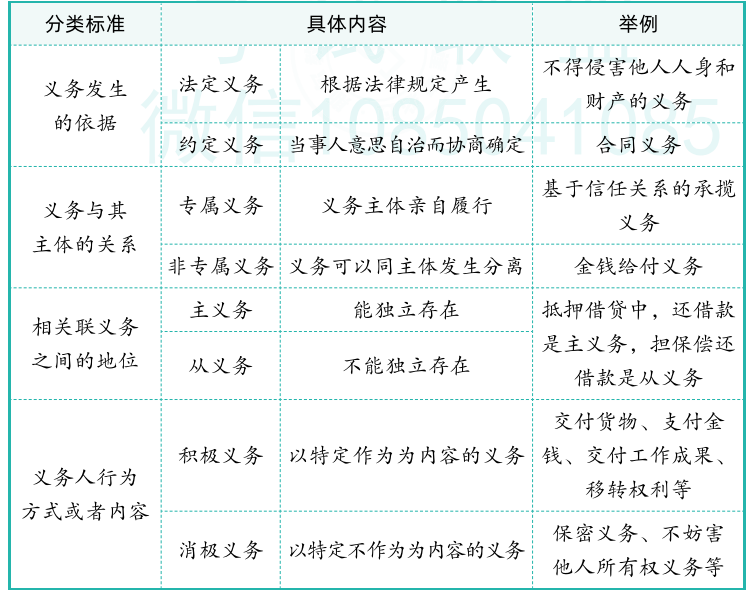 分类标准 具体内容 举例
义务发生
的依据
法定义务 根据法律规定产生
不得侵害他人人身和
财产的义务
约定义务 当事人意思自治而协商确定 合同义务
义务与其
主体的关系
专属义务 义务主体亲自履行
基于信任关系的承揽
义务
非专属义务 义务可以同主体发生分离 金钱给付义务
相关联义务
之间的地位
主义务 能独立存在
从义务 不能独立存在
抵押借贷中，还借款
是主义务，担保偿还
借款是从义务
义务人行为
方式或者内容
积极义务 以特定作为为内容的义务
交付货物、支付金
钱、交付工作成果、
移转权利等
消极义务 以特定不作为为内容的义务
保密义务、不妨害
他人所有权义务等
微信1085041085